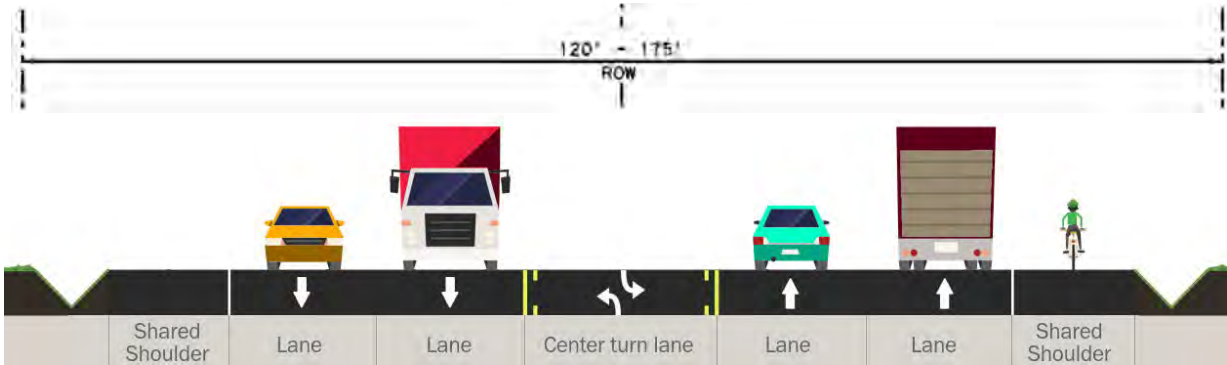 120' - 175'
ROW
Shared
Shoulder
Lane
Lane
Center turn lane
Lane
Lane
Shared
Shoulder